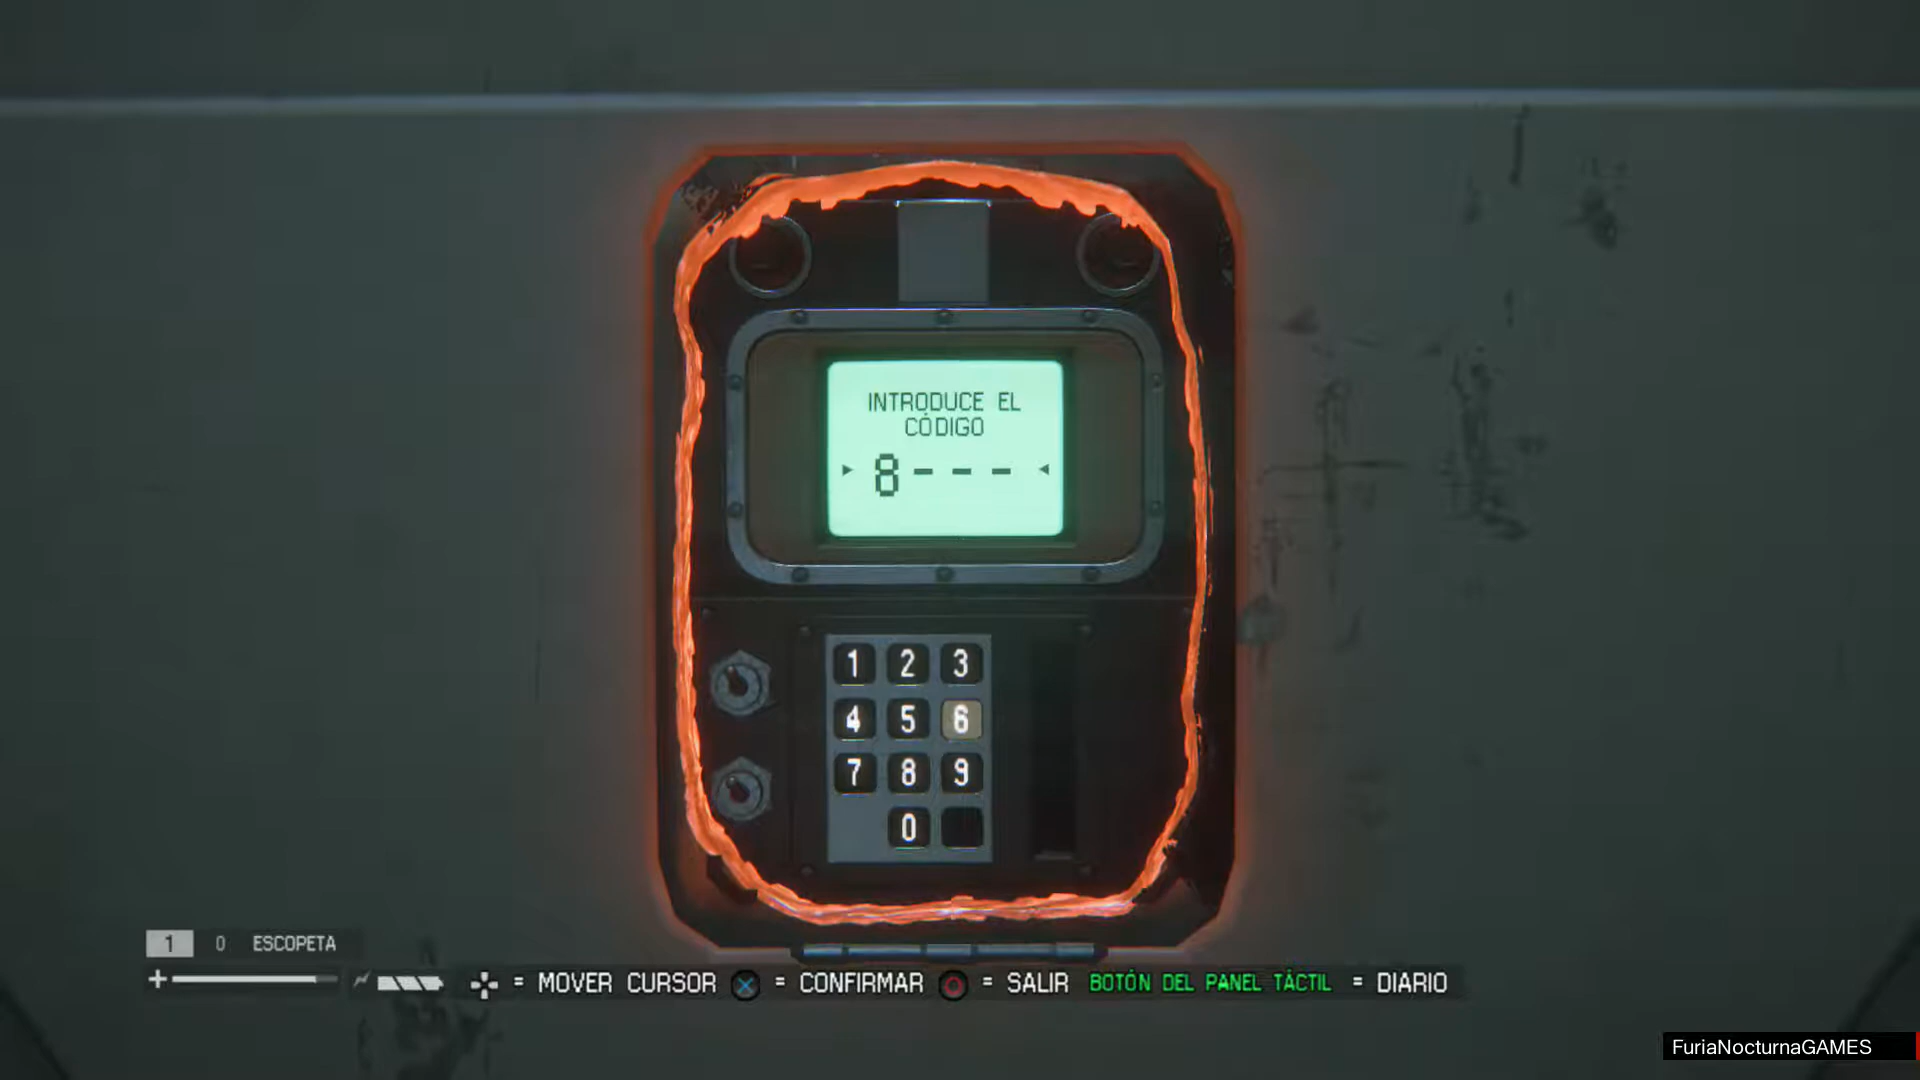 INTRODUCE EL
CÓDIGO
8---
1 2 3
4 5 6
7 8 9
0
1 0 ESCOPETA
= MOVER CURSOR = CONFIRMAR = SALIR BOTÓN DEL PANEL TÁCTIL = DIARIO
FuriaNocturnaGAMES